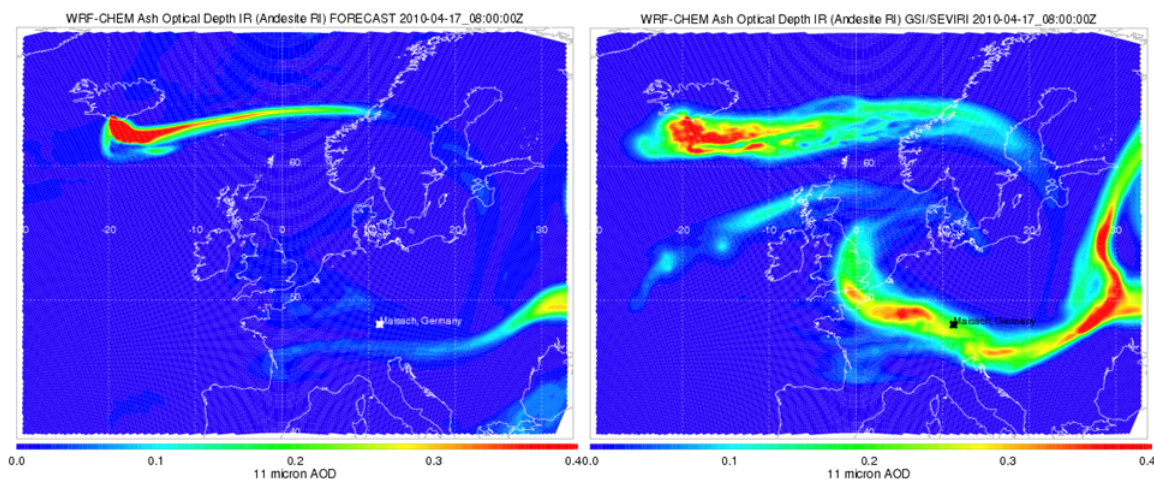 WRF-CHEM Ash Optical Depth IR (Andesite RI) FORECAST 2010-04-17_08:00:00Z
-20 -10 0 10 20 30
60
Maisach, Germany
40
0.0 0.1 0.2 0.3 0.4
11 micron AOD
WRF-CHEM Ash Optical Depth IR (Andesite RI) GSI/SEVIRI 2010-04-17_08:00:00Z
-20 -10 0 10 20 30
60
50
Maisach, Germany
40
0.0 0.1 0.2 0.3 0.4
11 micron AOD